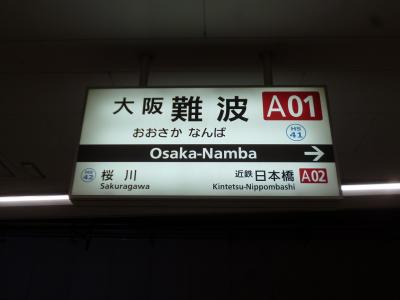 大阪難波 A01
おおさか なんば HS 41
Osaka-Namba →
HS 42 桜川 近鉄日本橋 A02
Sakuragawa Kintetsu-Nippombashi